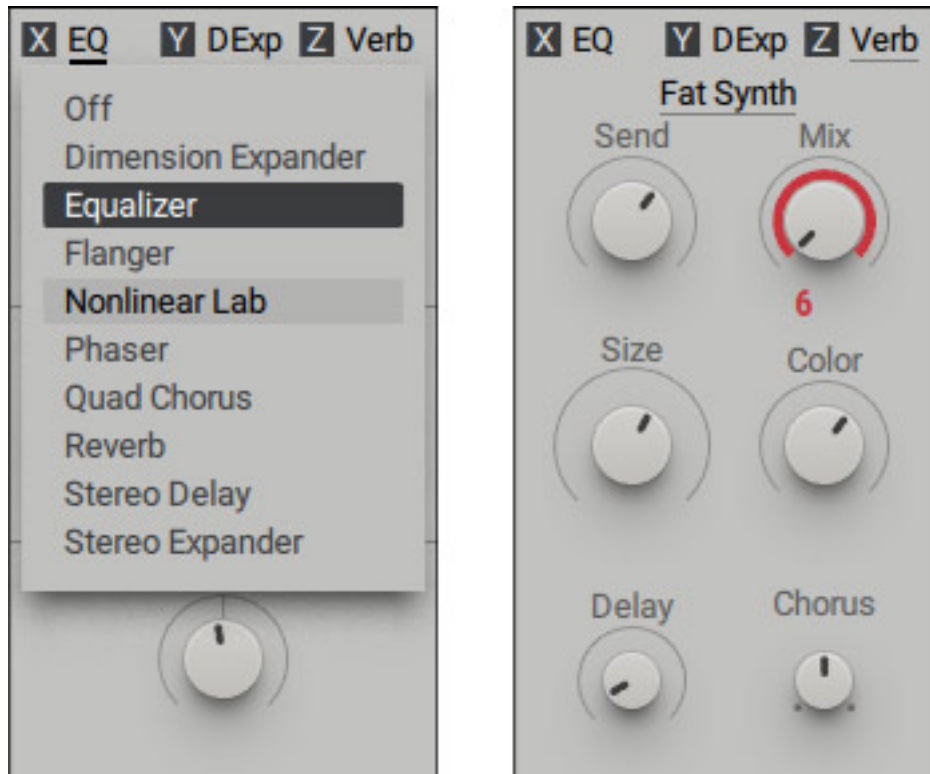 X EQ Y DExp Z Verb
Off
Dimension Expander
Equalizer
Flanger
Nonlinear Lab
Phaser
Quad Chorus
Reverb
Stereo Delay
Stereo Expander
X EQ Y DExp Z Verb
Fat Synth
Send Mix
6
Size Color
Delay Chorus